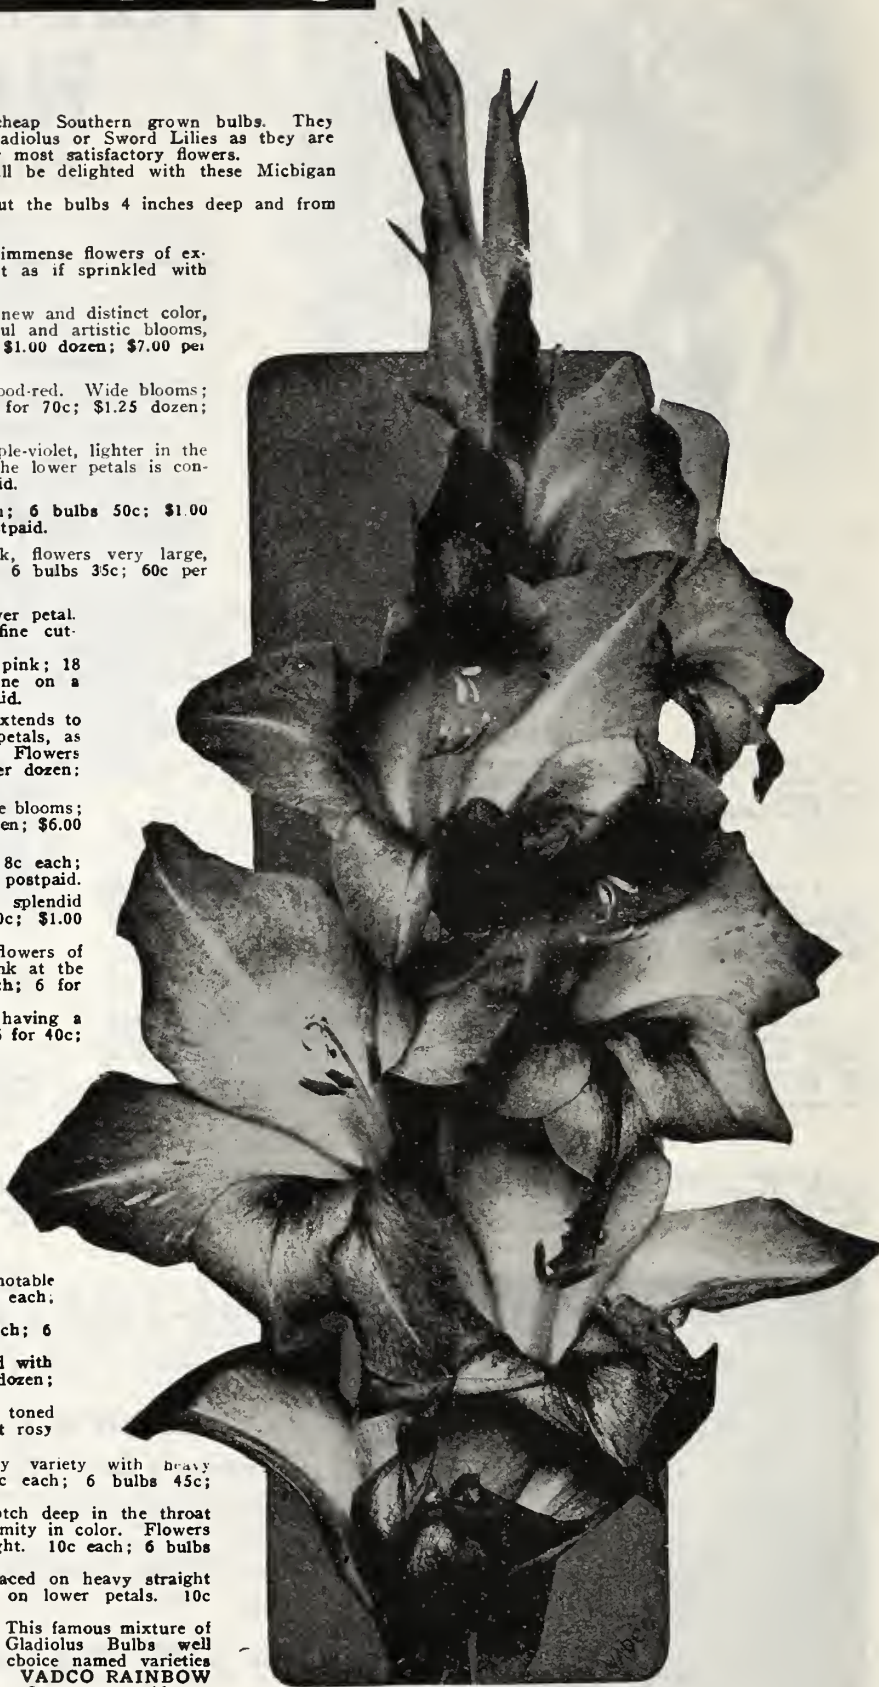 cheap Southern grown bulbs. They
adiolus or Sword Lilies as they are
most satisfactory flowers.
ll be delighted with these Michigan
ut the bulbs 4 inches deep and from
immense flowers of ex-
t as if sprinkled with
new and distinct color,
ul and artistic blooms,
$1.00 dozen; $7.00 per
ood-red. Wide blooms;
for 70c; $1.25 dozen;
ple-violet, lighter in the
he lower petals is con-
id.
; 6 bulbs 50c; $1.00
tpaid.
k, flowers very large,
6 bulbs 35c; 60c per
er petal.
fine cut-
pink; 18
ne on a
id.
xtends to
petals, as
Flowers
er dozen;
e blooms;
en; $6.00
8c each;
postpaid.
splendid
0c; $1.00
flowers of
nk at the
ch; 6 for
having a
6 for 40c;
notable
each;
ch; 6
d with
dozen;
toned
t rosy
y variety with heavy
c each; 6 bulbs 45c;
otch deep in the throat
mity in color. Flowers
ght. 10c each; 6 bulbs
aced on heavy straight
on lower petals. 10c
This famous mixture of
Gladiolus Bulbs well
choice named varieties
VADCO RAINBOW